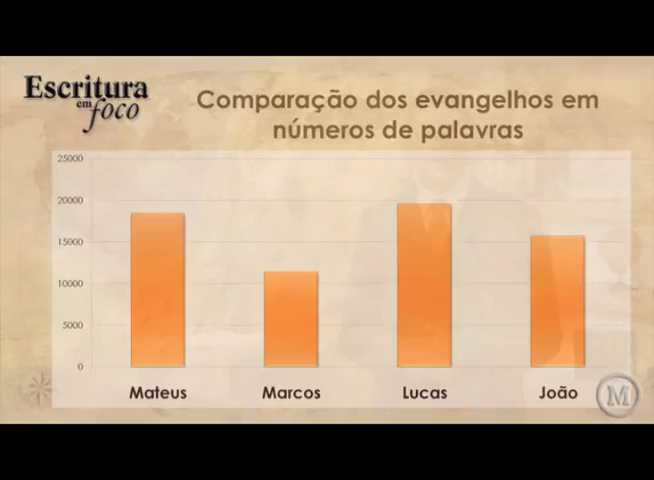 Escritura
em
foco
Comparação dos evangelhos em
números de palavras
25000
20000
15000
10000
5000
0
Mateus
Marcos
Lucas
João
M